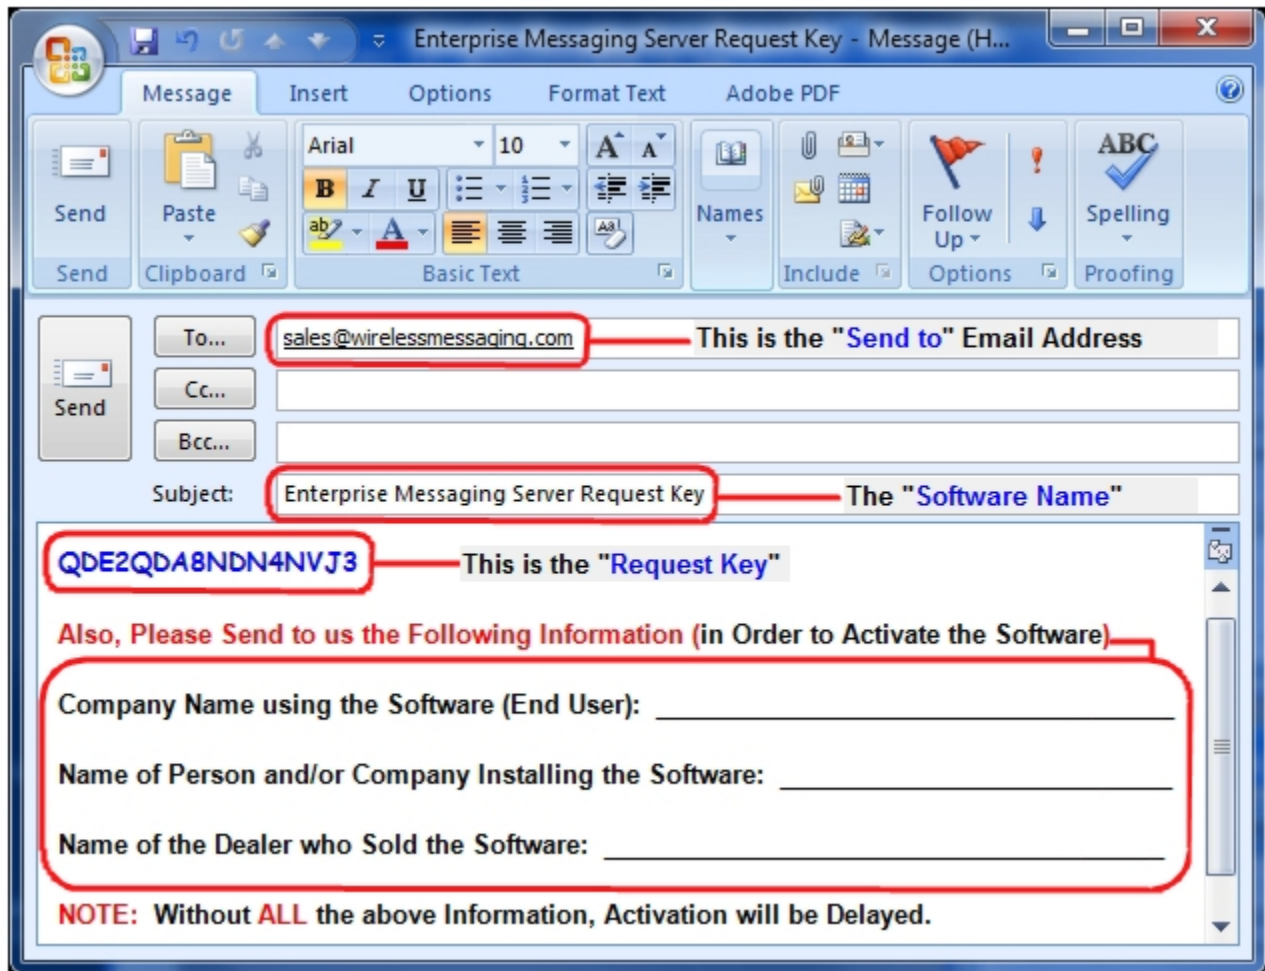 Enterprise Messaging Server Request Key - Message (H...
Message Insert Options Format Text Adobe PDF
Send
Paste
Arial 10
B I U
Names
Follow Up
ABC
Spelling
Send Clipboard Basic Text Include Options Proofing
Send
To... sales@wirelessmessaging.com This is the "Send to" Email Address
Cc...
Bcc...
Subject: Enterprise Messaging Server Request Key The "Software Name"
QDE2QDA8NDN4NVJ3 This is the "Request Key"
Also, Please Send to us the Following Information (in Order to Activate the Software)
Company Name using the Software (End User): ____________________
Name of Person and/or Company Installing the Software: ____________________
Name of the Dealer who Sold the Software: ____________________
NOTE: Without ALL the above Information, Activation will be Delayed.